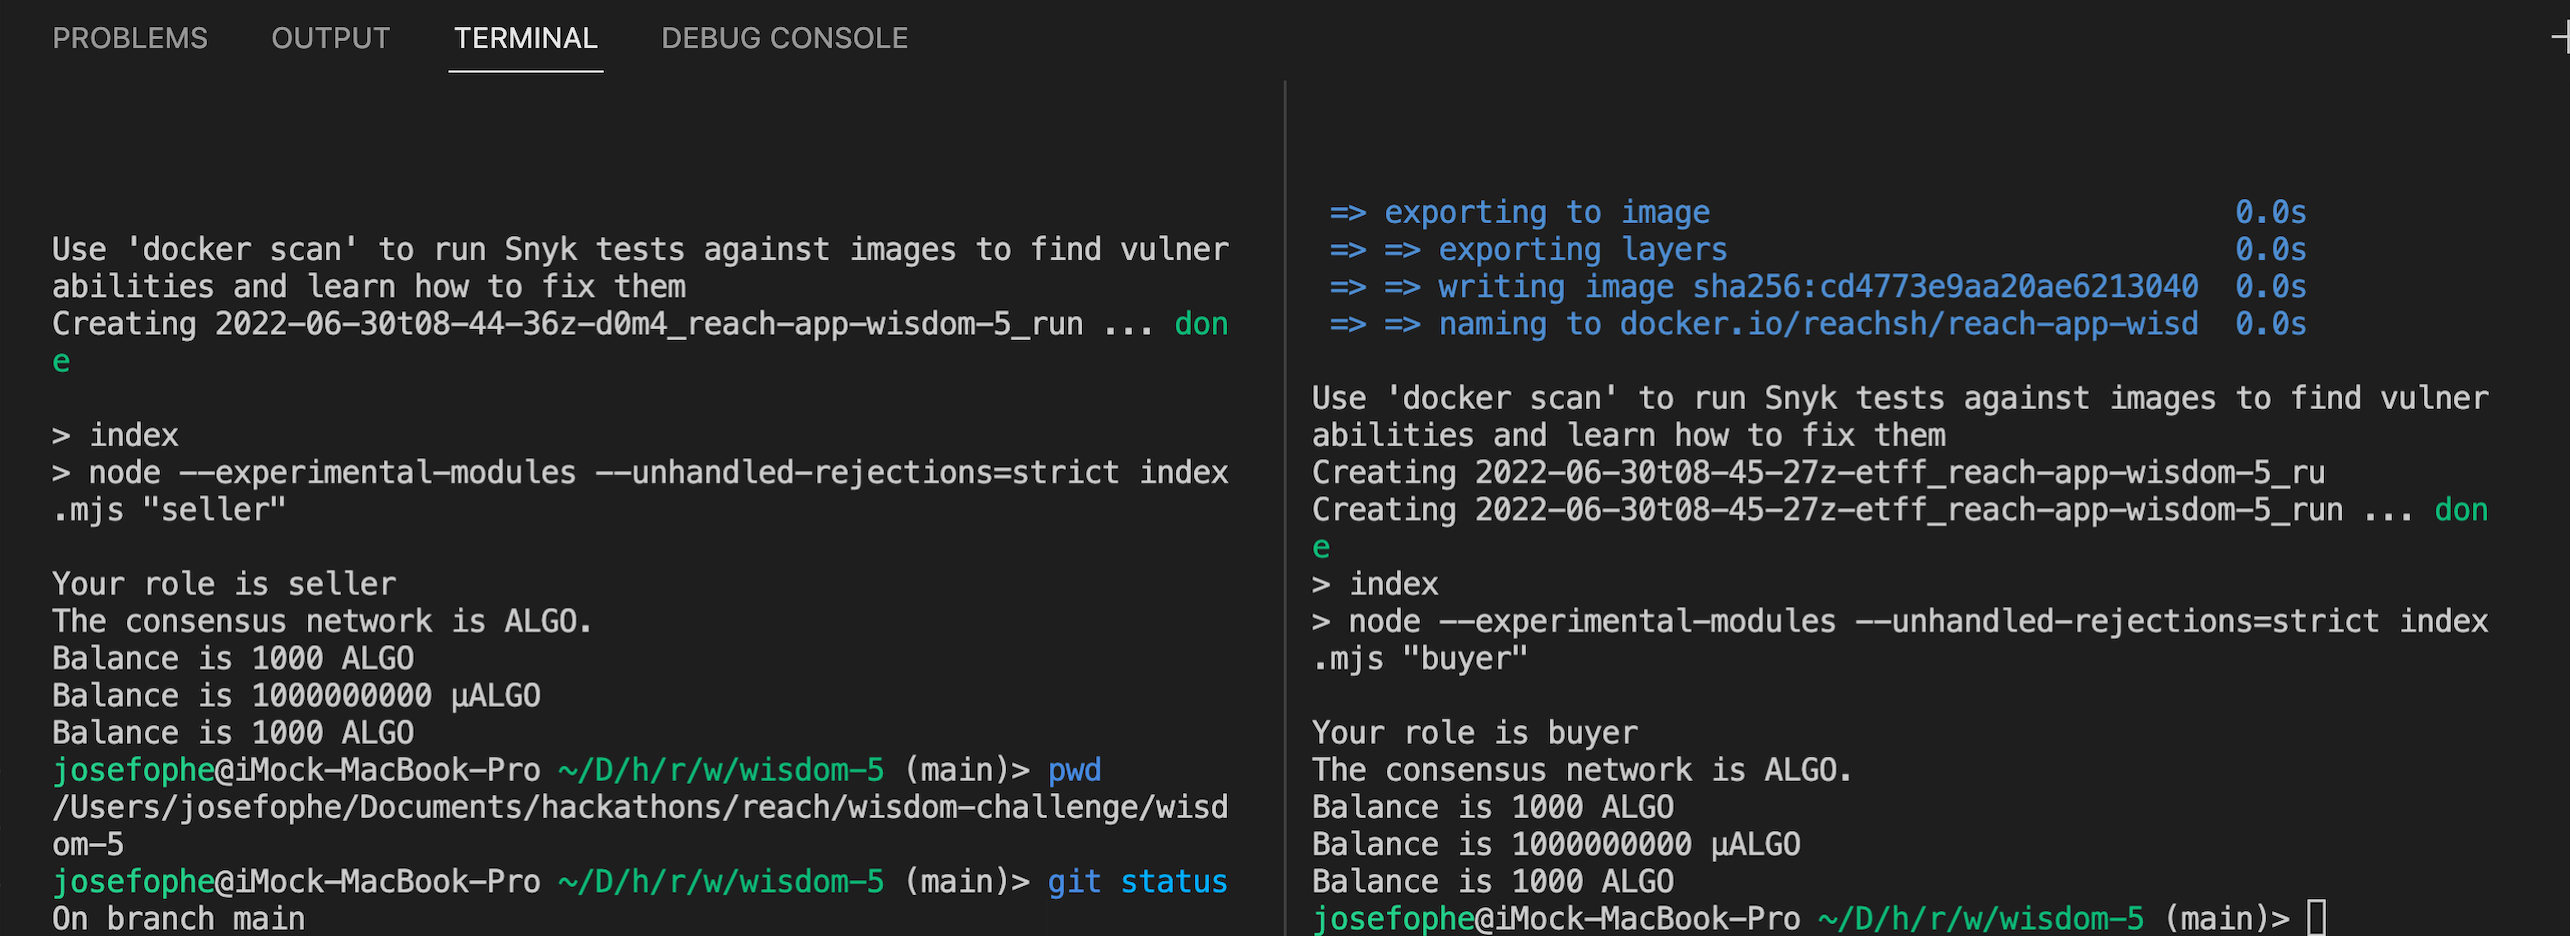 PROBLEMS OUTPUT TERMINAL DEBUG CONSOLE
Use 'docker scan' to run Snyk tests against images to find vulner
abilities and learn how to fix them
Creating 2022-06-30t08-44-36z-d0m4_reach-app-wisdom-5_run ... don
e
> index
> node --experimental-modules --unhandled-rejections=strict index
.mjs "seller"
Your role is seller
The consensus network is ALGO.
Balance is 1000 ALGO
Balance is 1000000000 µALGO
Balance is 1000 ALGO
josefophe@iMock-MacBook-Pro ~/D/h/r/w/wisdom-5 (main)> pwd
/Users/josefophe/Documents/hackathons/reach/wisdom-challenge/wisd
om-5
josefophe@iMock-MacBook-Pro ~/D/h/r/w/wisdom-5 (main)> git status
On branch main
=> exporting to image 0.0s
=> => exporting layers 0.0s
=> => writing image sha256:cd4773e9aa20ae6213040 0.0s
=> => naming to docker.io/reachsh/reach-app-wisd 0.0s
Use 'docker scan' to run Snyk tests against images to find vulner
abilities and learn how to fix them
Creating 2022-06-30t08-45-27z-etff_reach-app-wisdom-5_ru
Creating 2022-06-30t08-45-27z-etff_reach-app-wisdom-5_run ... don
e
> index
> node --experimental-modules --unhandled-rejections=strict index
.mjs "buyer"
Your role is buyer
The consensus network is ALGO.
Balance is 1000 ALGO
Balance is 1000000000 µALGO
Balance is 1000 ALGO
josefophe@iMock-MacBook-Pro ~/D/h/r/w/wisdom-5 (main)>